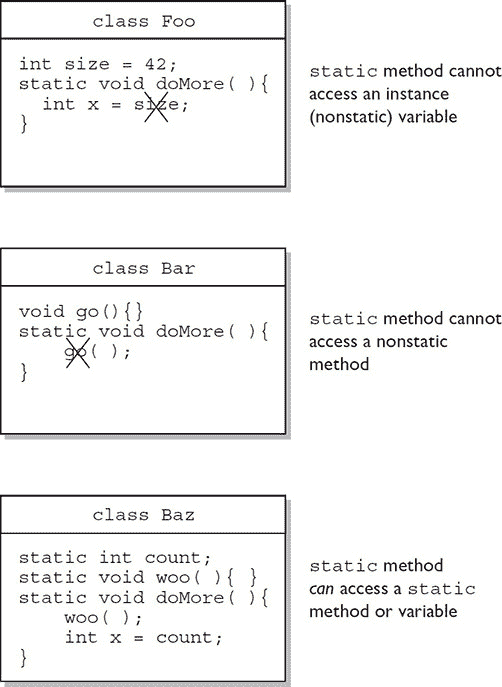 class Foo
int size = 42;
static void doMore( ){
int x = size;
}
static method cannot
access an instance
(nonstatic) variable
class Bar
void go(){}
static void doMore( ){
go( );
}
static method cannot
access a nonstatic
method
class Baz
static int count;
static void woo( ){ }
static void doMore( ){
woo( );
int x = count;
}
static method
can access a static
method or variable